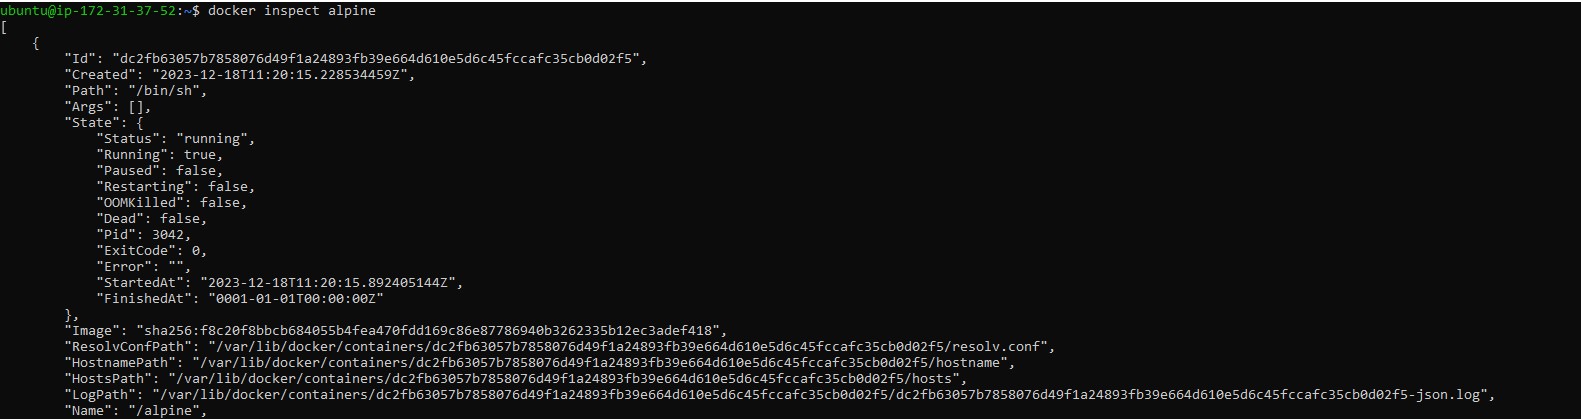 ubuntu@ip-172-31-37-52:~$ docker inspect alpine
[
    {
        "Id": "dc2fb63057b7858076d49f1a24893fb39e664d610e5d6c45fccafc35cb0d02f5",
        "Created": "2023-12-18T11:20:15.228534459Z",
        "Path": "/bin/sh",
        "Args": [],
        "State": {
            "Status": "running",
            "Running": true,
            "Paused": false,
            "Restarting": false,
            "OOMKilled": false,
            "Dead": false,
            "Pid": 3042,
            "ExitCode": 0,
            "Error": "",
            "StartedAt": "2023-12-18T11:20:15.892405144Z",
            "FinishedAt": "0001-01-01T00:00:00Z"
        },
        "Image": "sha256:f8c20f8bbcb684055b4fea470fdd169c86e87786940b3262335b12ec3adef418",
        "ResolvConfPath": "/var/lib/docker/containers/dc2fb63057b7858076d49f1a24893fb39e664d610e5d6c45fccafc35cb0d02f5/resolv.conf",
        "HostnamePath": "/var/lib/docker/containers/dc2fb63057b7858076d49f1a24893fb39e664d610e5d6c45fccafc35cb0d02f5/hostname",
        "HostsPath": "/var/lib/docker/containers/dc2fb63057b7858076d49f1a24893fb39e664d610e5d6c45fccafc35cb0d02f5/hosts",
        "LogPath": "/var/lib/docker/containers/dc2fb63057b7858076d49f1a24893fb39e664d610e5d6c45fccafc35cb0d02f5/dc2fb63057b7858076d49f1a24893fb39e664d610e5d6c45fccafc35cb0d02f5-json.log",
        "Name": "/alpine",